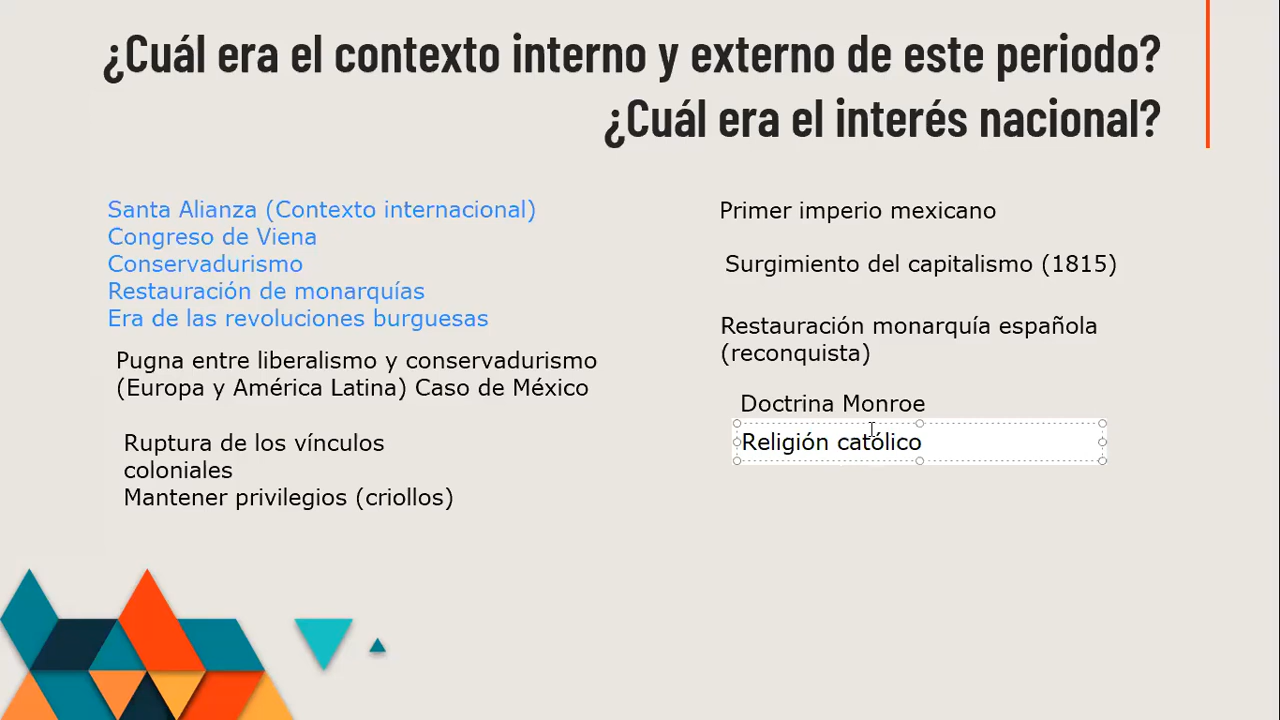 ¿Cuál era el contexto interno y externo de este periodo?
¿Cuál era el interés nacional?
Santa Alianza (Contexto internacional)
Congreso de Viena
Conservadurismo
Restauración de monarquías
Era de las revoluciones burguesas
Pugna entre liberalismo y conservadurismo
(Europa y América Latina) Caso de México
Ruptura de los vínculos
coloniales
Mantener privilegios (criollos)
Primer imperio mexicano
Surgimiento del capitalismo (1815)
Restauración monarquía española
(reconquista)
Doctrina Monroe
Religión católico